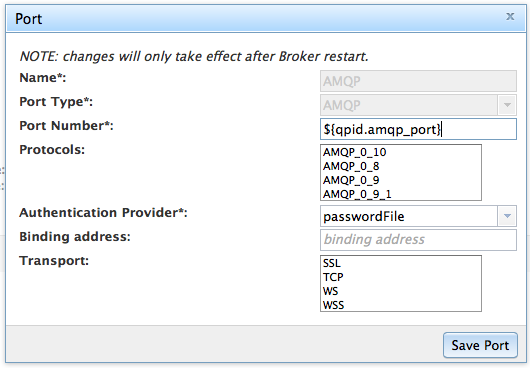 Port x
NOTE: changes will only take effect after Broker restart.
Name*: AMQP
Port Type*: AMQP
Port Number*: ${qpid.amqp_port}
Protocols: AMQP_0_10
AMQP_0_8
AMQP_0_9
AMQP_0_9_1
Authentication Provider*: passwordFile
Binding address: binding address
Transport: SSL
TCP
WS
WSS
Save Port